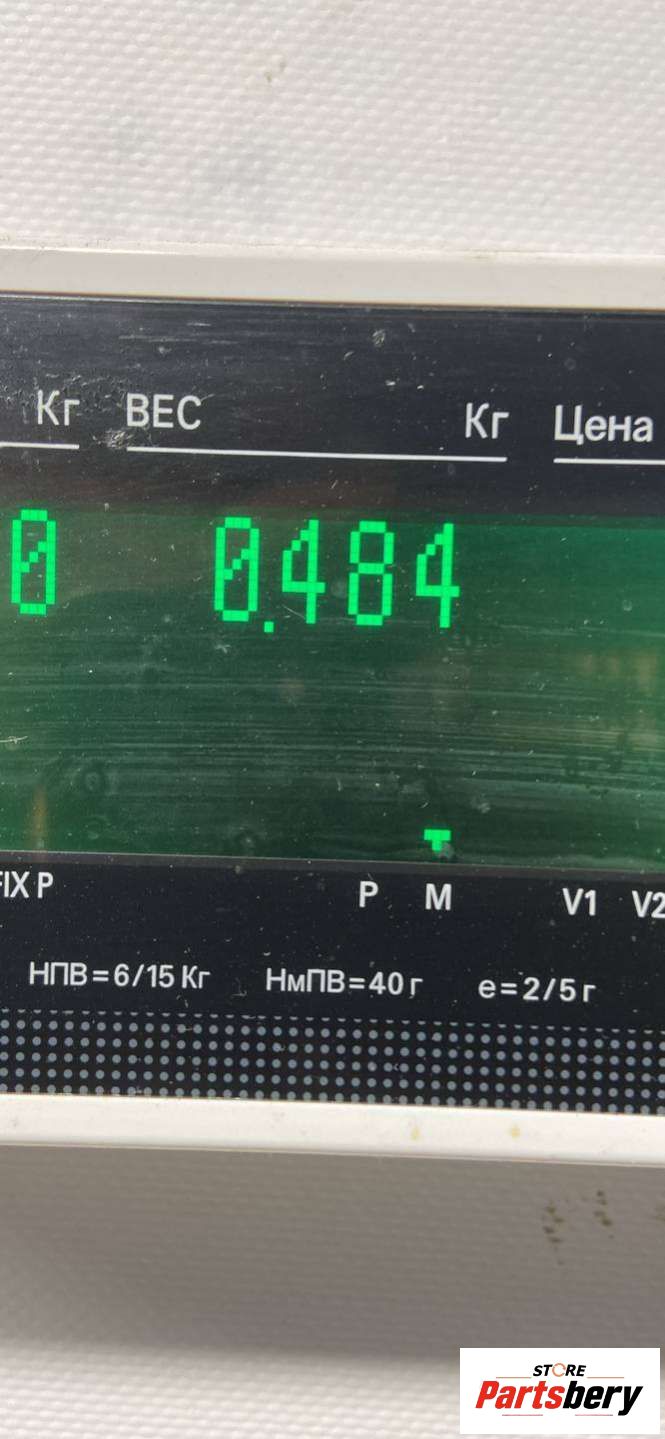 Кг ВЕС Кг Цена
0 0.484
FIX P P M V1 V2
НПВ=6/15 Кг НмПВ=40 г e=2/5 г
STORE
Partsbery